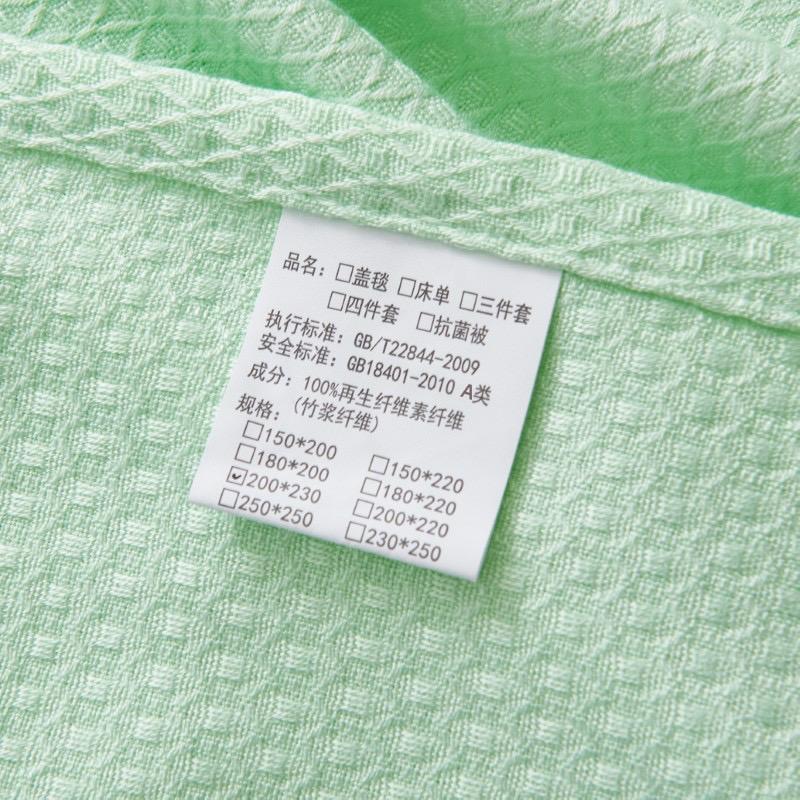 品名：□盖毯 □床单 □三件套
□四件套 □抗菌被
执行标准：GB/T22844-2009
安全标准：GB18401-2010 A类
成分：100%再生纤维素纤维
规格：（竹浆纤维）
□150*200 □150*220
□180*200 □180*220
☑200*230 □200*220
□250*250 □230*250